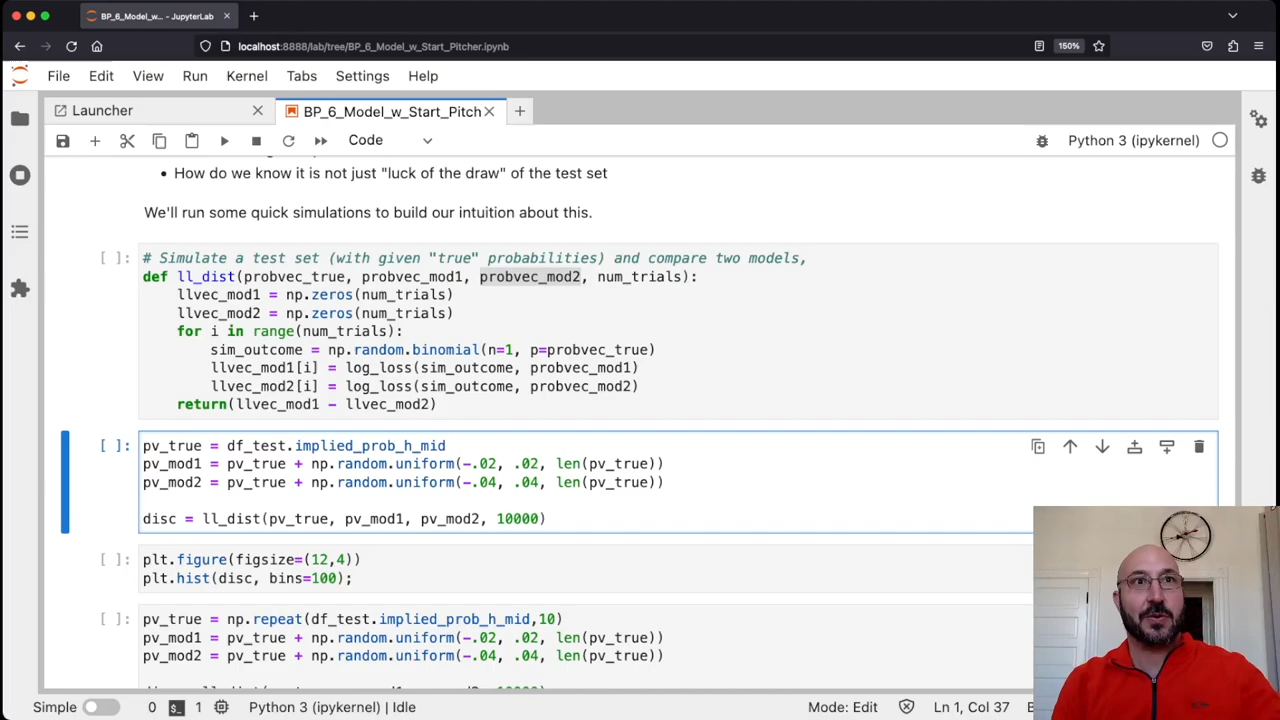 BP_6_Model_w... - JupyterLab
localhost:8888/lab/tree/BP_6_Model_w_Start_Pitcher.ipynb
150%
File Edit View Run Kernel Tabs Settings Help
Launcher
BP_6_Model_w_Start_Pitch
Code
Python 3 (ipykernel)
How do we know it is not just "luck of the draw" of the test set
We'll run some quick simulations to build our intuition about this.
[ ]: # Simulate a test set (with given "true" probabilities) and compare two models,
def ll_dist(probvec_true, probvec_mod1, probvec_mod2, num_trials):
llvec_mod1 = np.zeros(num_trials)
llvec_mod2 = np.zeros(num_trials)
for i in range(num_trials):
sim_outcome = np.random.binomial(n=1, p=probvec_true)
llvec_mod1[i] = log_loss(sim_outcome, probvec_mod1)
llvec_mod2[i] = log_loss(sim_outcome, probvec_mod2)
return(llvec_mod1 - llvec_mod2)
[ ]: pv_true = df_test.implied_prob_h_mid
pv_mod1 = pv_true + np.random.uniform(-.02, .02, len(pv_true))
pv_mod2 = pv_true + np.random.uniform(-.04, .04, len(pv_true))
disc = ll_dist(pv_true, pv_mod1, pv_mod2, 10000)
[ ]: plt.figure(figsize=(12,4))
plt.hist(disc, bins=100);
[ ]: pv_true = np.repeat(df_test.implied_prob_h_mid,10)
pv_mod1 = pv_true + np.random.uniform(-.02, .02, len(pv_true))
pv_mod2 = pv_true + np.random.uniform(-.04, .04, len(pv_true))
Simple 0 1 Python 3 (ipykernel) | Idle Mode: Edit Ln 1, Col 37